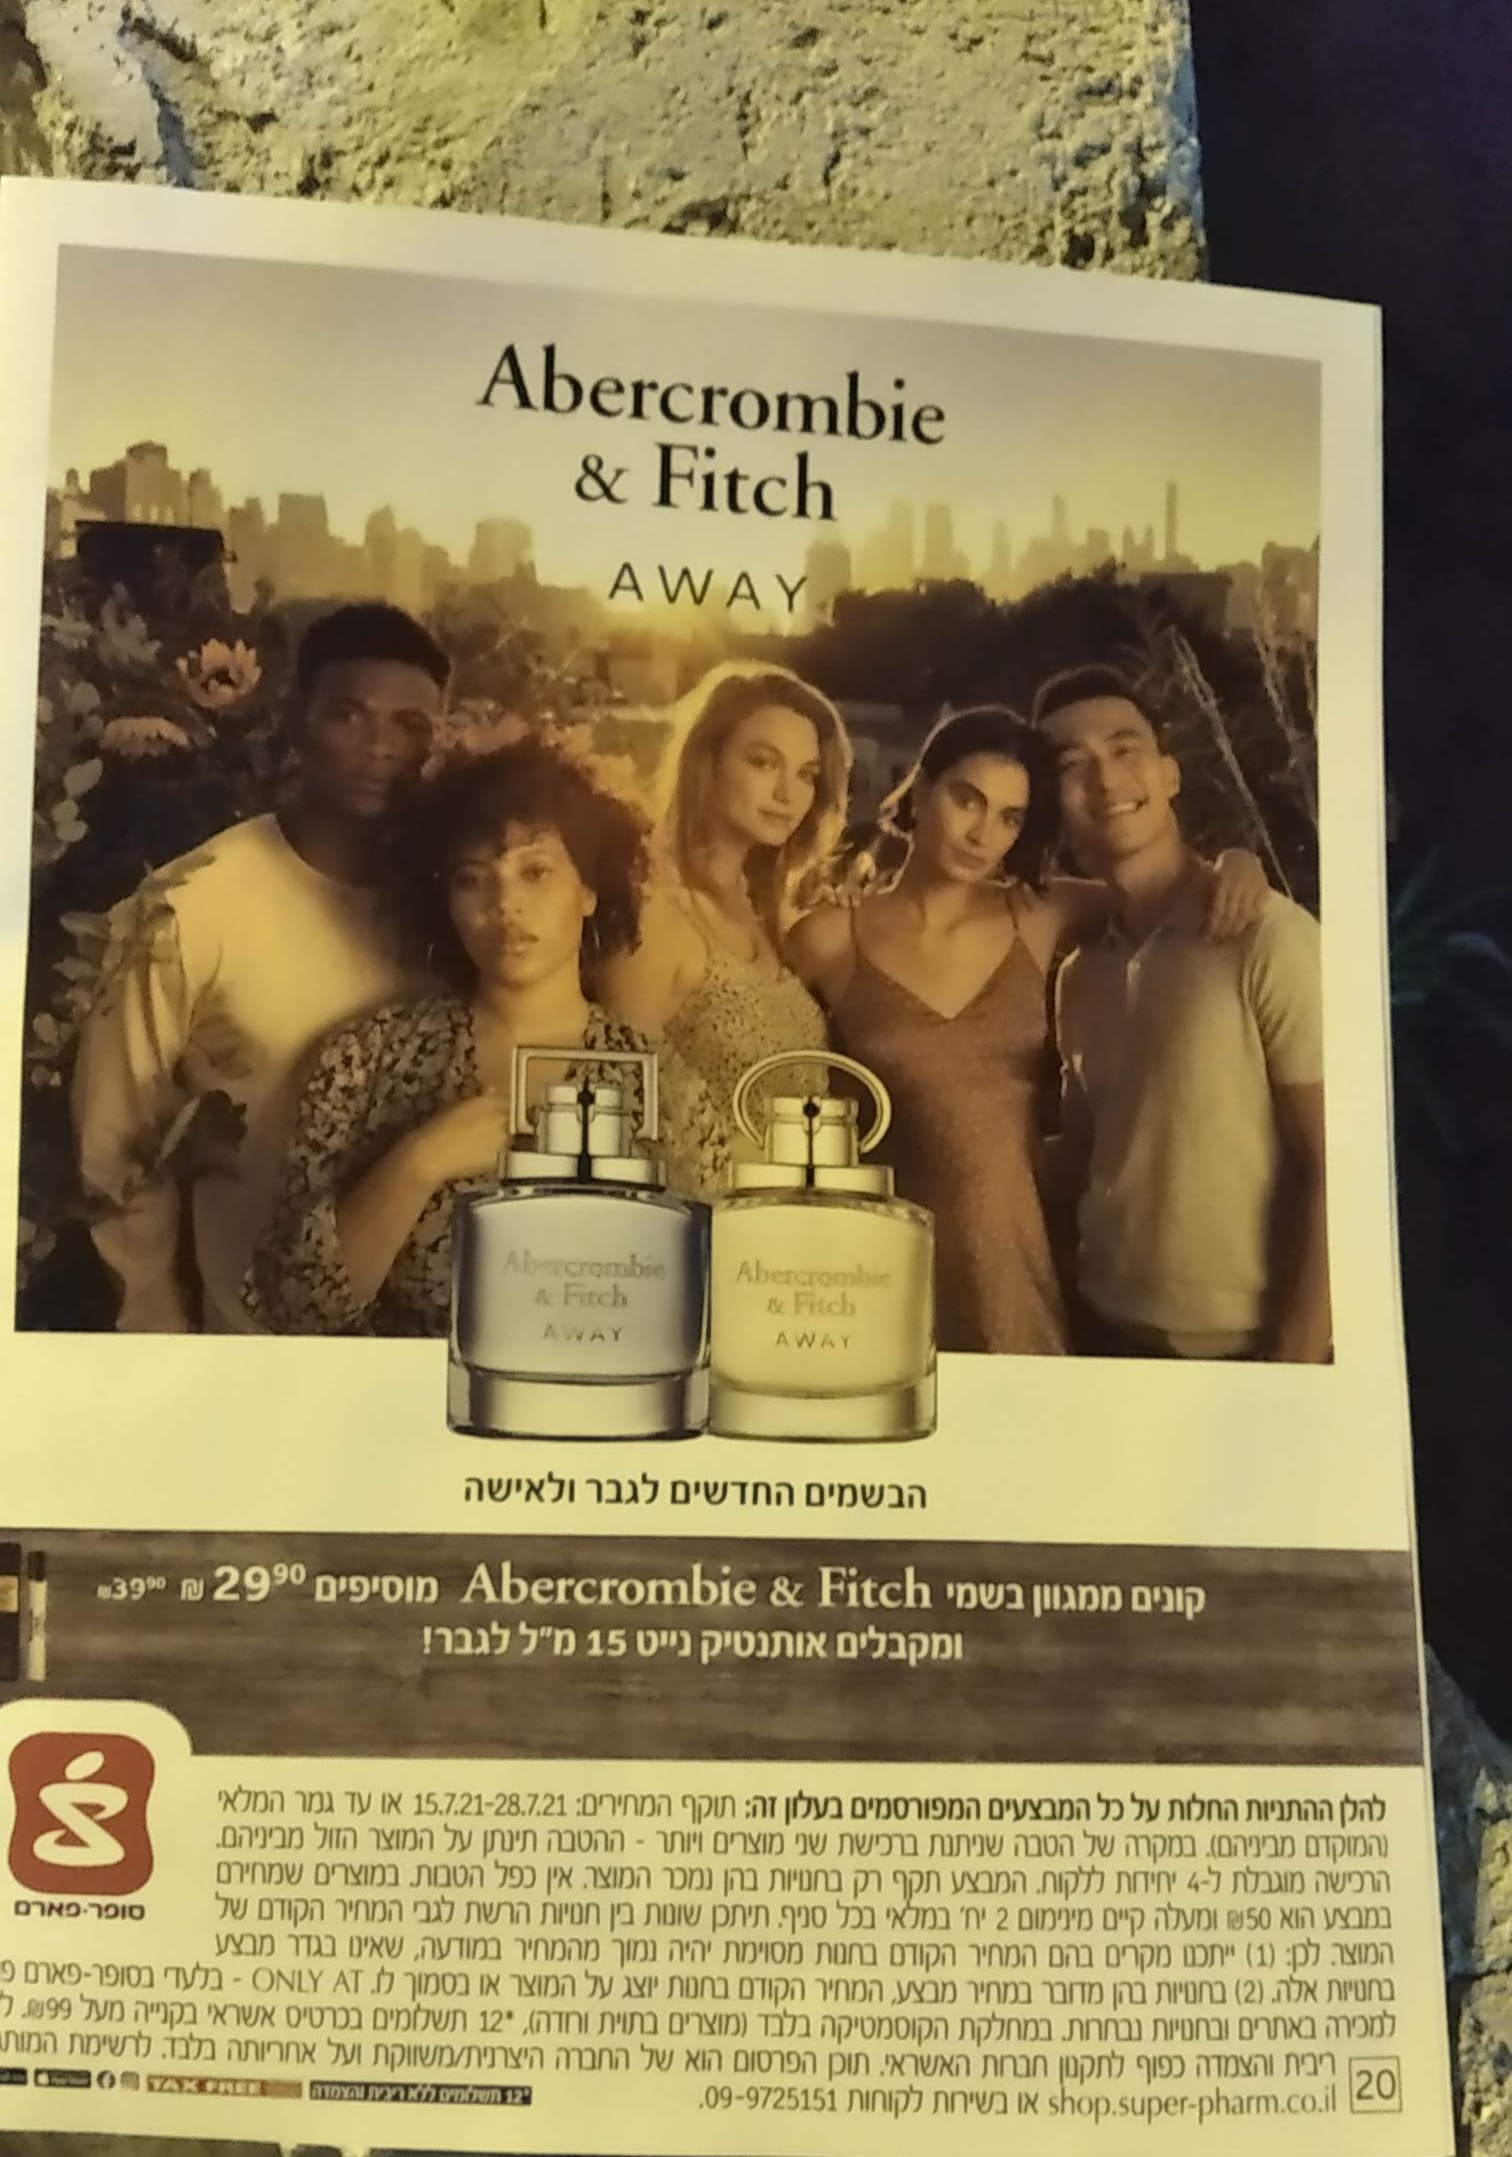 Abercrombie
& Fitch
AWAY
Abercrombie
& Fitch
AWAY
Abercrombie
& Fitch
AWAY
הבשמים החדשים לגבר ולאישה
קונים ממגוון בשמי Abercrombie & Fitch מוסיפים 29⁹⁰ ₪ 39⁹⁰₪
ומקבלים אותנטיק נייט 15 מ"ל לגבר!
סופר-פארם
להלן ההתניות החלות על כל המבצעים המפורסמים בעלון זה: תוקף המחירים: 15.7.21-28.7.21 או עד גמר המלאי
(המוקדם מביניהם). במקרה של הטבה שניתנת ברכישת שני מוצרים ויותר - ההטבה תינתן על המוצר הזול מביניהם.
הרכישה מוגבלת ל-4 יחידות ללקוח. המבצע תקף רק בחנויות בהן נמכר המוצר. אין כפל הטבות. במוצרים שמחירם
במבצע הוא 50₪ ומעלה קיים מינימום 2 יח' במלאי בכל סניף. תיתכן שונות בין חנויות הרשת לגבי המחיר הקודם של
המוצר. לכן: (1) ייתכנו מקרים בהם המחיר הקודם בחנות מסוימת יהיה נמוך מהמחיר במודעה, שאינו בגדר מבצע
בחנויות אלה. (2) בחנויות בהן מדובר במחיר מבצע, המחיר הקודם בחנות יוצג על המוצר או בסמוך לו. ONLY AT - בלעדי בסופר-פארם
למכירה באתרים ובחנויות נבחרות. במחלקת הקוסמטיקה בלבד (מוצרים בתוית ורודה), *12 תשלומים בכרטיס אשראי בקנייה מעל 99₪.
ריבית והצמדה כפוף לתקנון חברות האשראי. תוכן הפרסום הוא של החברה היצרנית/משווקת ועל אחריותה בלבד. לרשימת
shop.super-pharm.co.il או בשירות לקוחות 09-9725151.
*12 תשלומים ללא ריבית והצמדה
TAX FREE
20